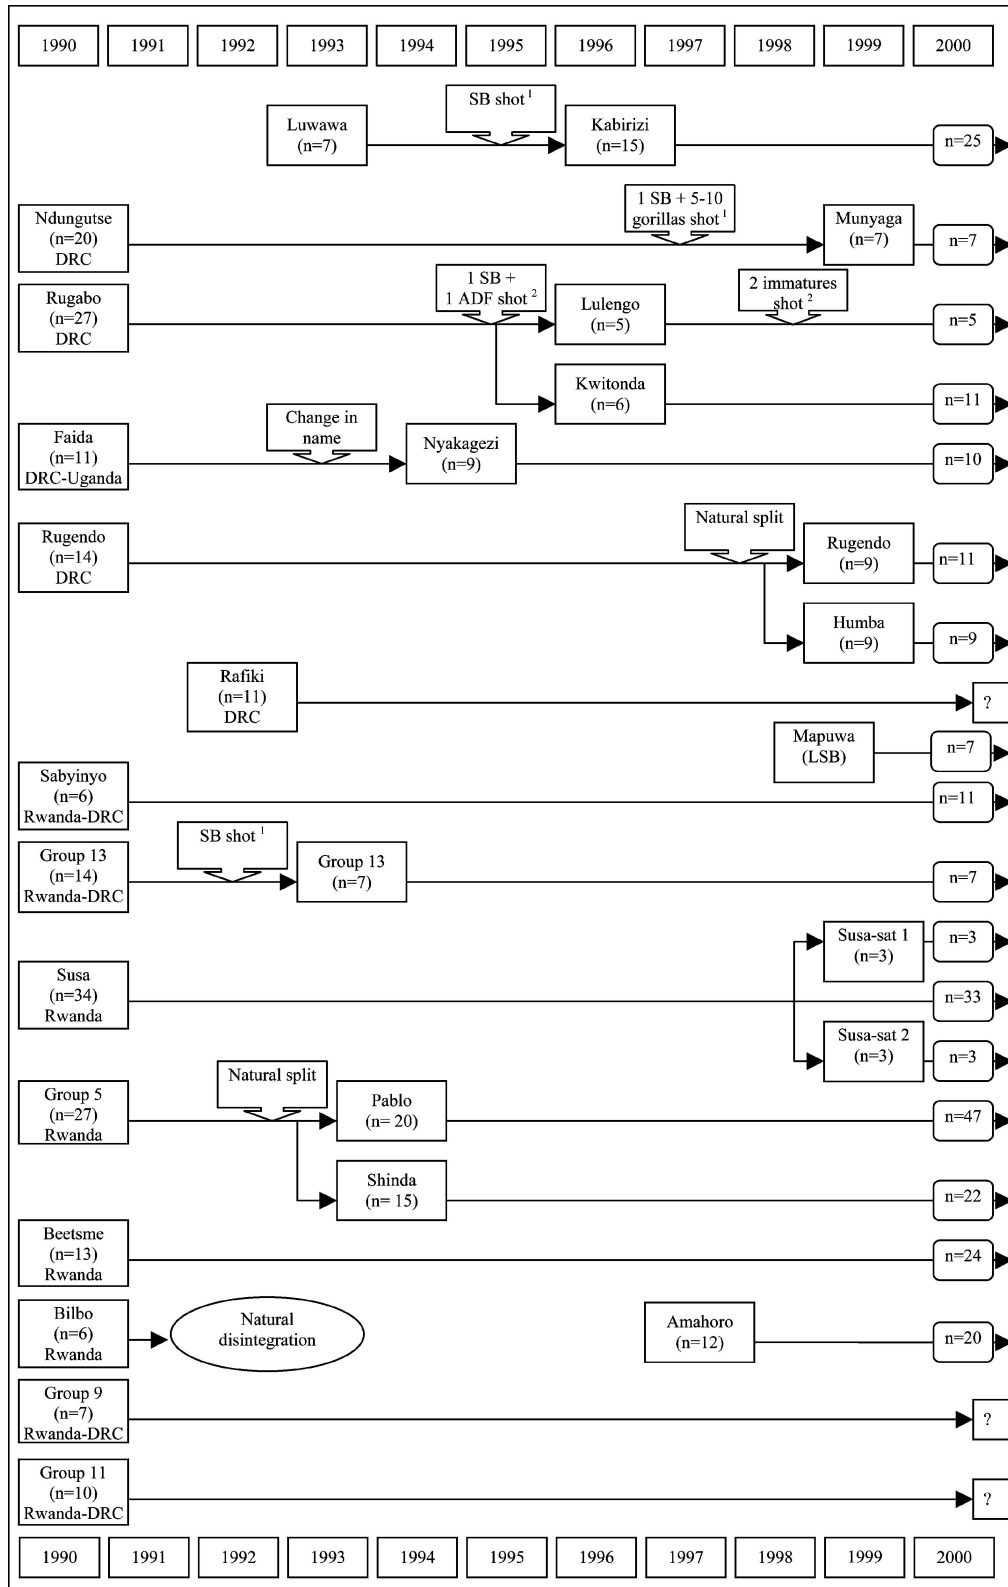 1990 1991 1992 1993 1994 1995 1996 1997 1998 1999 2000
SB shot 1
Luwawa
(n=7)
Kabirizi
(n=15)
n=25
Ndungutse
(n=20)
DRC
1 SB + 5-10
gorillas shot 1
Munyaga
(n=7)
n=7
Rugabo
(n=27)
DRC
1 SB +
1 ADF shot 2
Lulengo
(n=5)
2 immatures
shot 2
n=5
Kwitonda
(n=6)
n=11
Faida
(n=11)
DRC-Uganda
Change in
name
Nyakagezi
(n=9)
n=10
Rugendo
(n=14)
DRC
Natural split
Rugendo
(n=9)
n=11
Humba
(n=9)
n=9
Rafiki
(n=11)
DRC
?
Mapuwa
(LSB)
n=7
Sabyinyo
(n=6)
Rwanda-DRC
n=11
Group 13
(n=14)
Rwanda-DRC
SB shot 1
Group 13
(n=7)
n=7
Susa-sat 1
(n=3)
n=3
Susa
(n=34)
Rwanda
n=33
Susa-sat 2
(n=3)
n=3
Group 5
(n=27)
Rwanda
Natural split
Pablo
(n= 20)
n=47
Shinda
(n= 15)
n=22
Beetsme
(n=13)
Rwanda
n=24
Bilbo
(n=6)
Rwanda
Natural
disintegration
Amahoro
(n=12)
n=20
Group 9
(n=7)
Rwanda-DRC
?
Group 11
(n=10)
Rwanda-DRC
?
1990 1991 1992 1993 1994 1995 1996 1997 1998 1999 2000